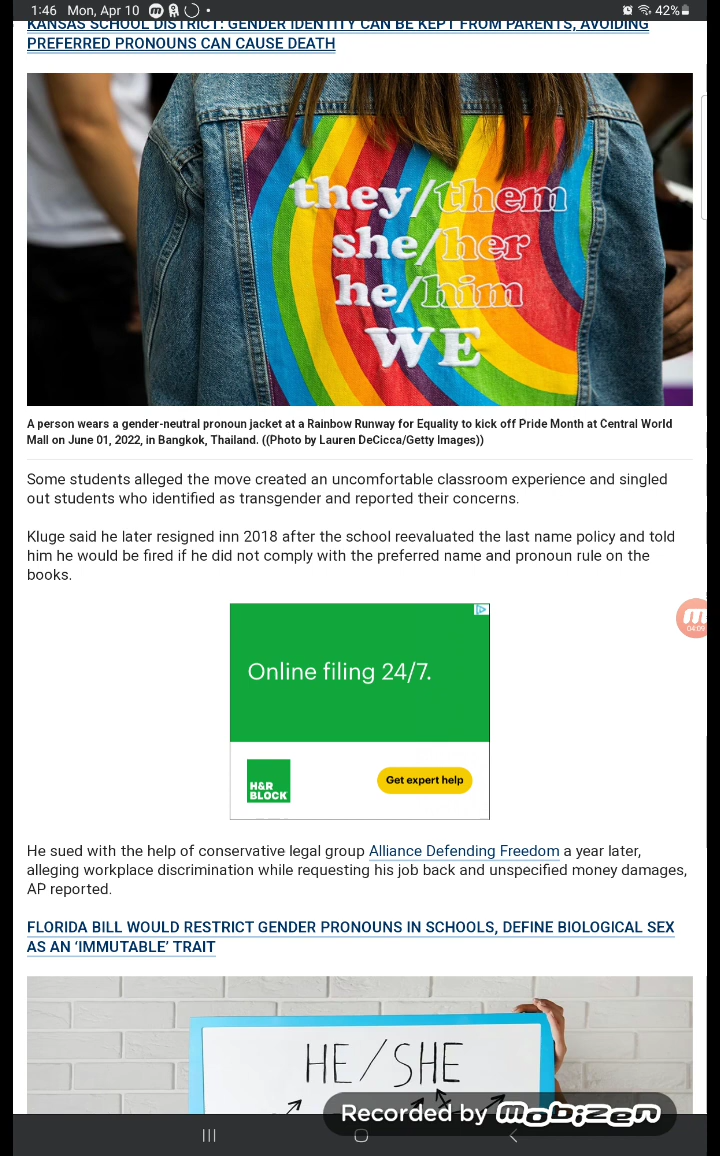 1:46 Mon, Apr 10
42%
KANSAS SCHOOL DISTRICT: GENDER IDENTITY CAN BE KEPT FROM PARENTS, AVOIDING
PREFERRED PRONOUNS CAN CAUSE DEATH
they/them
she/her
he/him
WE
A person wears a gender-neutral pronoun jacket at a Rainbow Runway for Equality to kick off Pride Month at Central World
Mall on June 01, 2022, in Bangkok, Thailand. ((Photo by Lauren DeCicca/Getty Images))
Some students alleged the move created an uncomfortable classroom experience and singled
out students who identified as transgender and reported their concerns.
Kluge said he later resigned inn 2018 after the school reevaluated the last name policy and told
him he would be fired if he did not comply with the preferred name and pronoun rule on the
books.
Online filing 24/7.
04:09
H&R
BLOCK
Get expert help
He sued with the help of conservative legal group Alliance Defending Freedom a year later,
alleging workplace discrimination while requesting his job back and unspecified money damages,
AP reported.
FLORIDA BILL WOULD RESTRICT GENDER PRONOUNS IN SCHOOLS, DEFINE BIOLOGICAL SEX
AS AN ‘IMMUTABLE’ TRAIT
HE/SHE
Recorded by mobizen